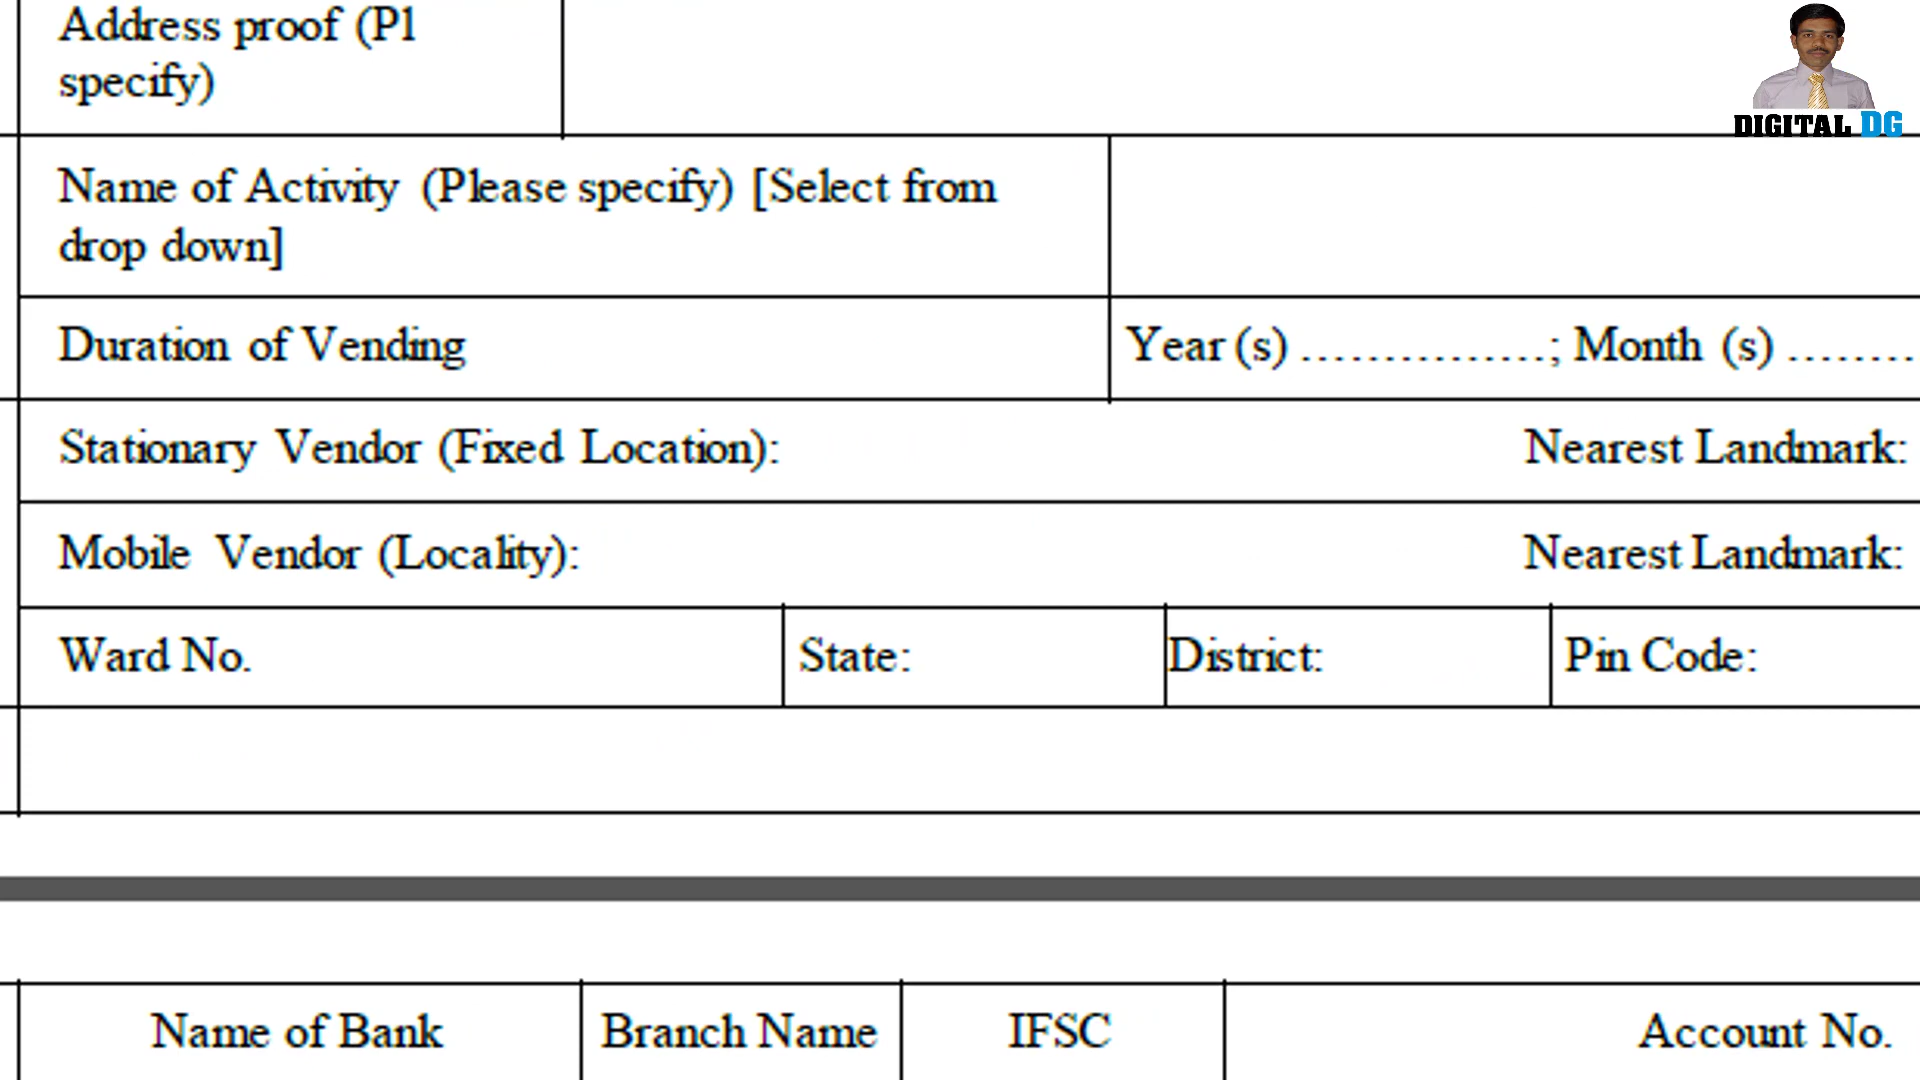 Address proof (Pl
specify)
DIGITAL DG
Name of Activity (Please specify) [Select from
drop down]
Duration of Vending Year (s) ...............; Month (s) ........
Stationary Vendor (Fixed Location): Nearest Landmark:
Mobile Vendor (Locality): Nearest Landmark:
Ward No. State: District: Pin Code:
Name of Bank Branch Name IFSC Account No.